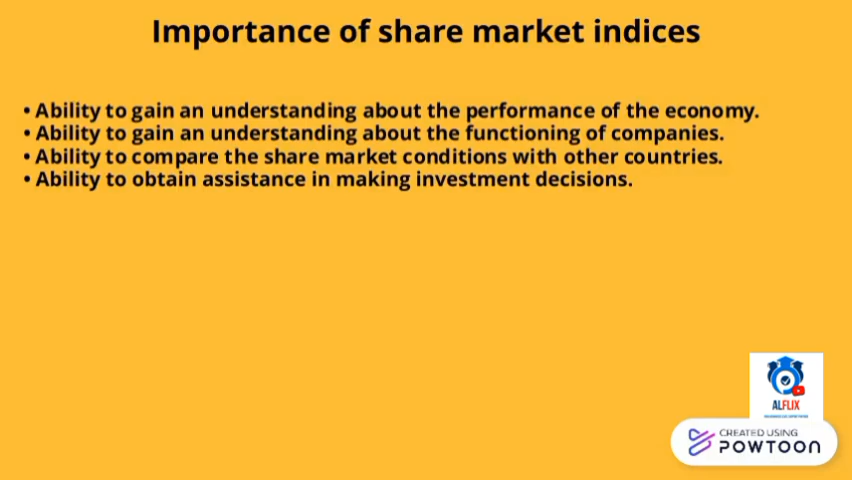 Importance of share market indices
• Ability to gain an understanding about the performance of the economy.
• Ability to gain an understanding about the functioning of companies.
• Ability to compare the share market conditions with other countries.
• Ability to obtain assistance in making investment decisions.
ALFLIX
CREATED USING
POWTOON